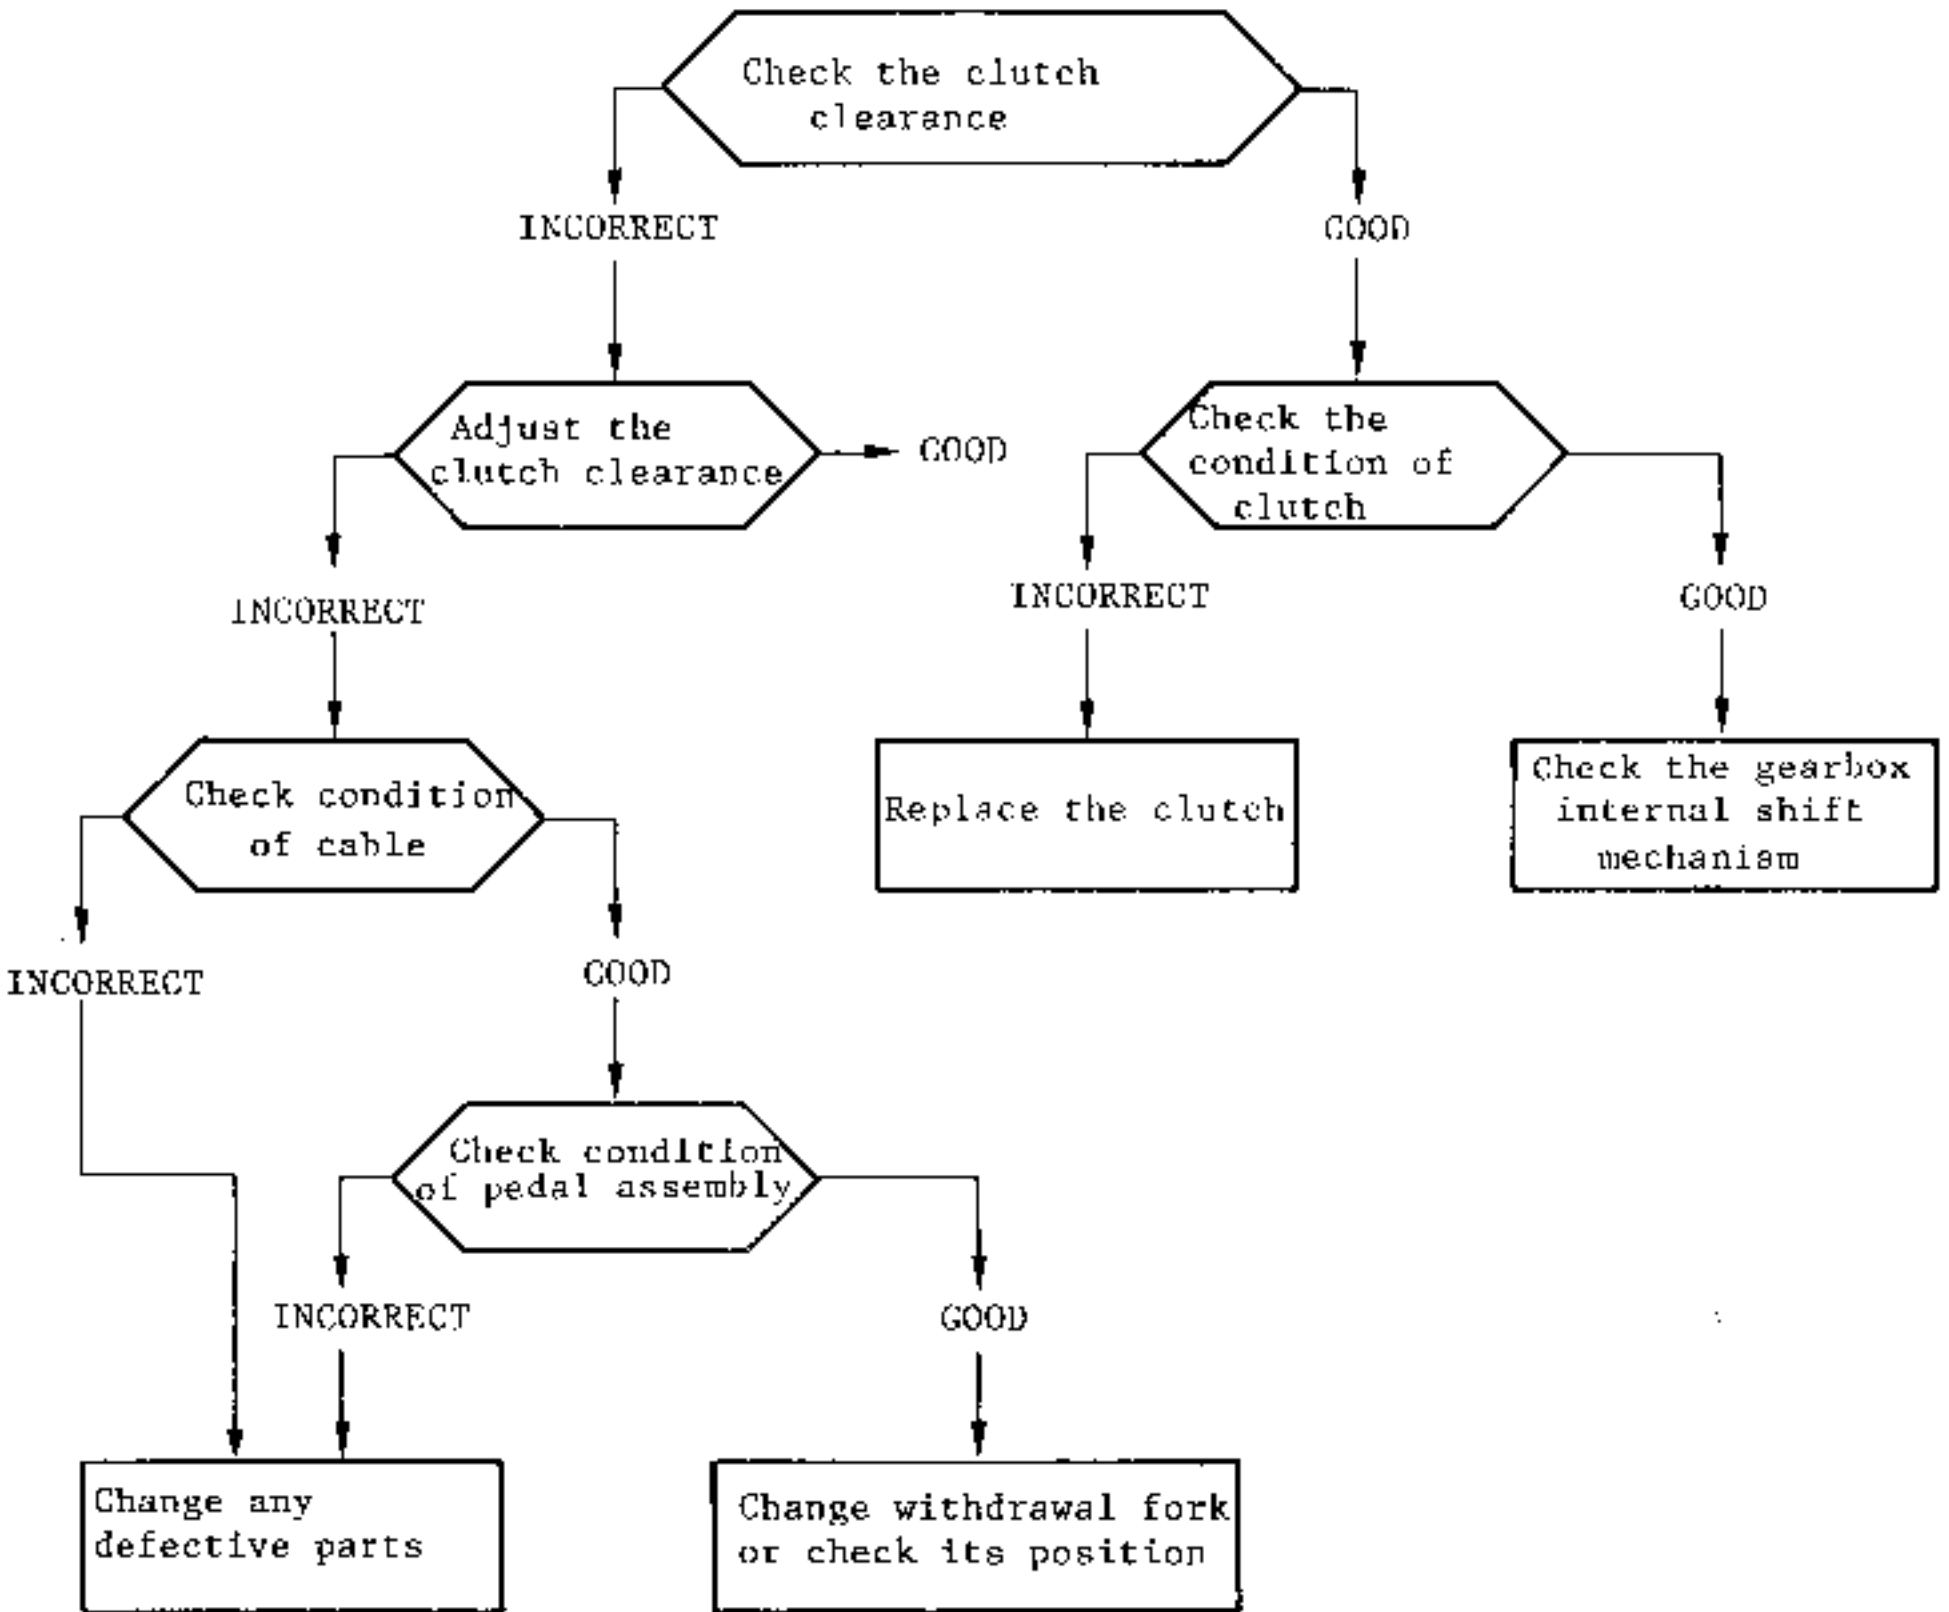 Check the clutch
clearance
INCORRECT
GOOD
Adjust the
clutch clearance
GOOD
Check the
condition of
clutch
INCORRECT
INCORRECT
GOOD
Check condition
of cable
Replace the clutch
Check the gearbox
internal shift
mechanism
INCORRECT
GOOD
Check condition
of pedal assembly
INCORRECT
GOOD
Change any
defective parts
Change withdrawal fork
or check its position